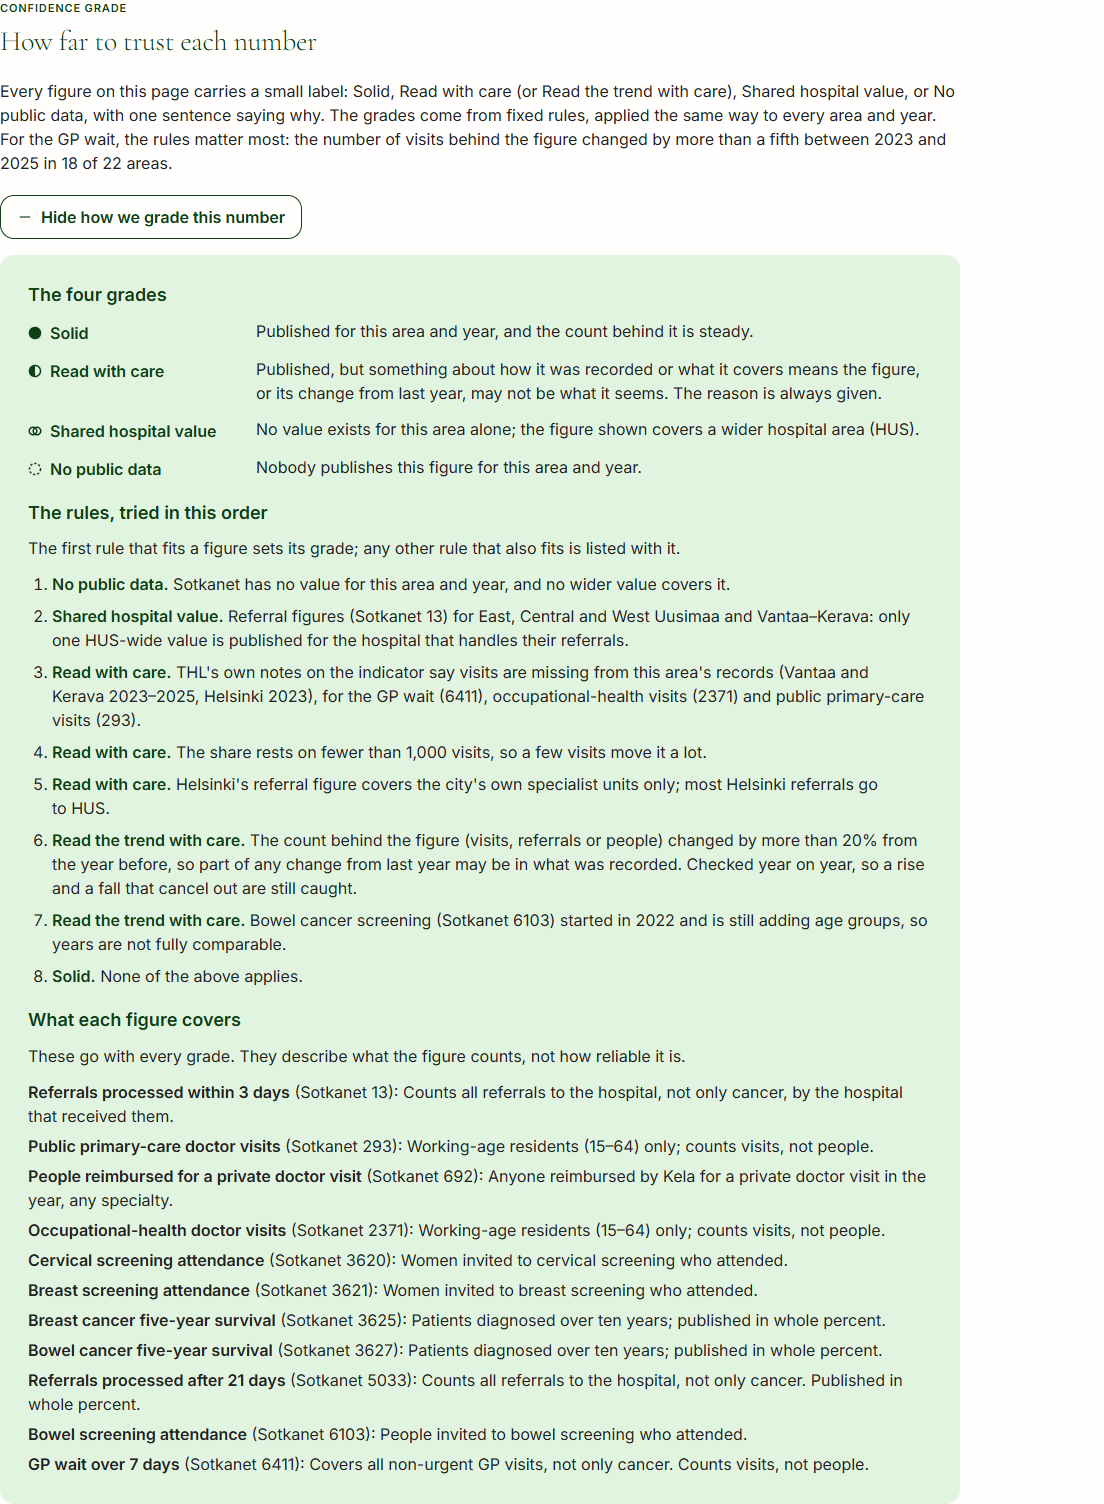 CONFIDENCE GRADE
How far to trust each number
Every figure on this page carries a small label: Solid, Read with care (or Read the trend with care), Shared hospital value, or No
public data, with one sentence saying why. The grades come from fixed rules, applied the same way to every area and year.
For the GP wait, the rules matter most: the number of visits behind the figure changed by more than a fifth between 2023 and
2025 in 18 of 22 areas.
— Hide how we grade this number
The four grades
Solid Published for this area and year, and the count behind it is steady.
Read with care Published, but something about how it was recorded or what it covers means the figure,
or its change from last year, may not be what it seems. The reason is always given.
Shared hospital value No value exists for this area alone; the figure shown covers a wider hospital area (HUS).
No public data Nobody publishes this figure for this area and year.
The rules, tried in this order
The first rule that fits a figure sets its grade; any other rule that also fits is listed with it.
1. No public data. Sotkanet has no value for this area and year, and no wider value covers it.
2. Shared hospital value. Referral figures (Sotkanet 13) for East, Central and West Uusimaa and Vantaa–Kerava: only
one HUS-wide value is published for the hospital that handles their referrals.
3. Read with care. THL's own notes on the indicator say visits are missing from this area's records (Vantaa and
Kerava 2023–2025, Helsinki 2023), for the GP wait (6411), occupational-health visits (2371) and public primary-care
visits (293).
4. Read with care. The share rests on fewer than 1,000 visits, so a few visits move it a lot.
5. Read with care. Helsinki's referral figure covers the city's own specialist units only; most Helsinki referrals go
to HUS.
6. Read the trend with care. The count behind the figure (visits, referrals or people) changed by more than 20% from
the year before, so part of any change from last year may be in what was recorded. Checked year on year, so a rise
and a fall that cancel out are still caught.
7. Read the trend with care. Bowel cancer screening (Sotkanet 6103) started in 2022 and is still adding age groups, so
years are not fully comparable.
8. Solid. None of the above applies.
What each figure covers
These go with every grade. They describe what the figure counts, not how reliable it is.
Referrals processed within 3 days (Sotkanet 13): Counts all referrals to the hospital, not only cancer, by the hospital
that received them.
Public primary-care doctor visits (Sotkanet 293): Working-age residents (15–64) only; counts visits, not people.
People reimbursed for a private doctor visit (Sotkanet 692): Anyone reimbursed by Kela for a private doctor visit in the
year, any specialty.
Occupational-health doctor visits (Sotkanet 2371): Working-age residents (15–64) only; counts visits, not people.
Cervical screening attendance (Sotkanet 3620): Women invited to cervical screening who attended.
Breast screening attendance (Sotkanet 3621): Women invited to breast screening who attended.
Breast cancer five-year survival (Sotkanet 3625): Patients diagnosed over ten years; published in whole percent.
Bowel cancer five-year survival (Sotkanet 3627): Patients diagnosed over ten years; published in whole percent.
Referrals processed after 21 days (Sotkanet 5033): Counts all referrals to the hospital, not only cancer. Published in
whole percent.
Bowel screening attendance (Sotkanet 6103): People invited to bowel screening who attended.
GP wait over 7 days (Sotkanet 6411): Covers all non-urgent GP visits, not only cancer. Counts visits, not people.